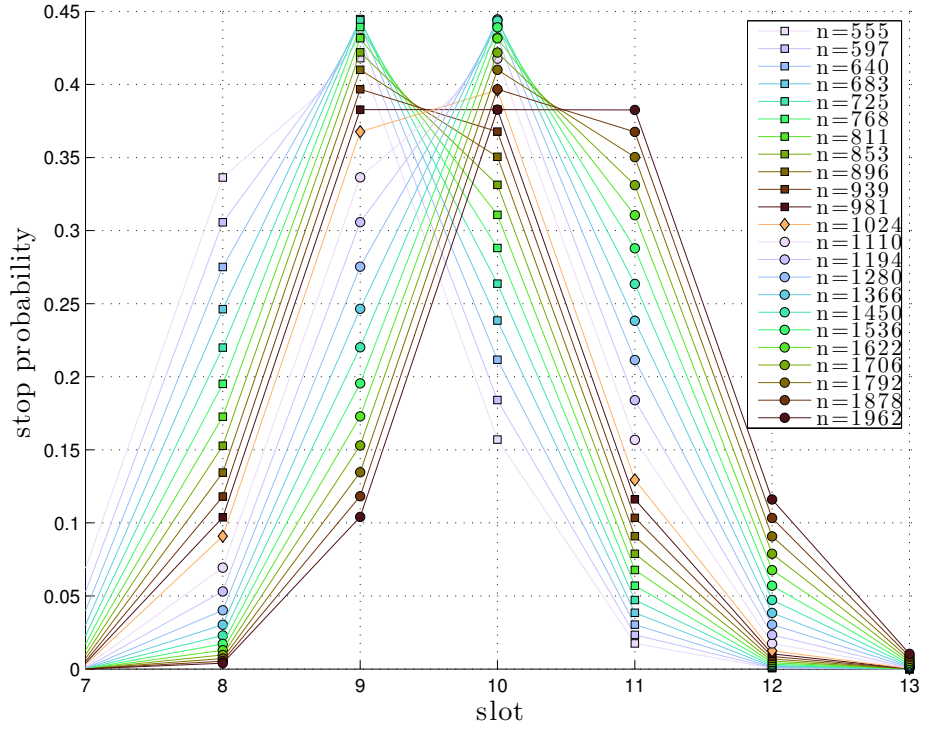 0.45
0.4
0.35
0.3
0.25
0.2
0.15
0.1
0.05
0
stop probability
7 8 9 10 11 12 13
slot
n=555
n=597
n=640
n=683
n=725
n=768
n=811
n=853
n=896
n=939
n=981
n=1024
n=1110
n=1194
n=1280
n=1366
n=1450
n=1536
n=1622
n=1706
n=1792
n=1878
n=1962